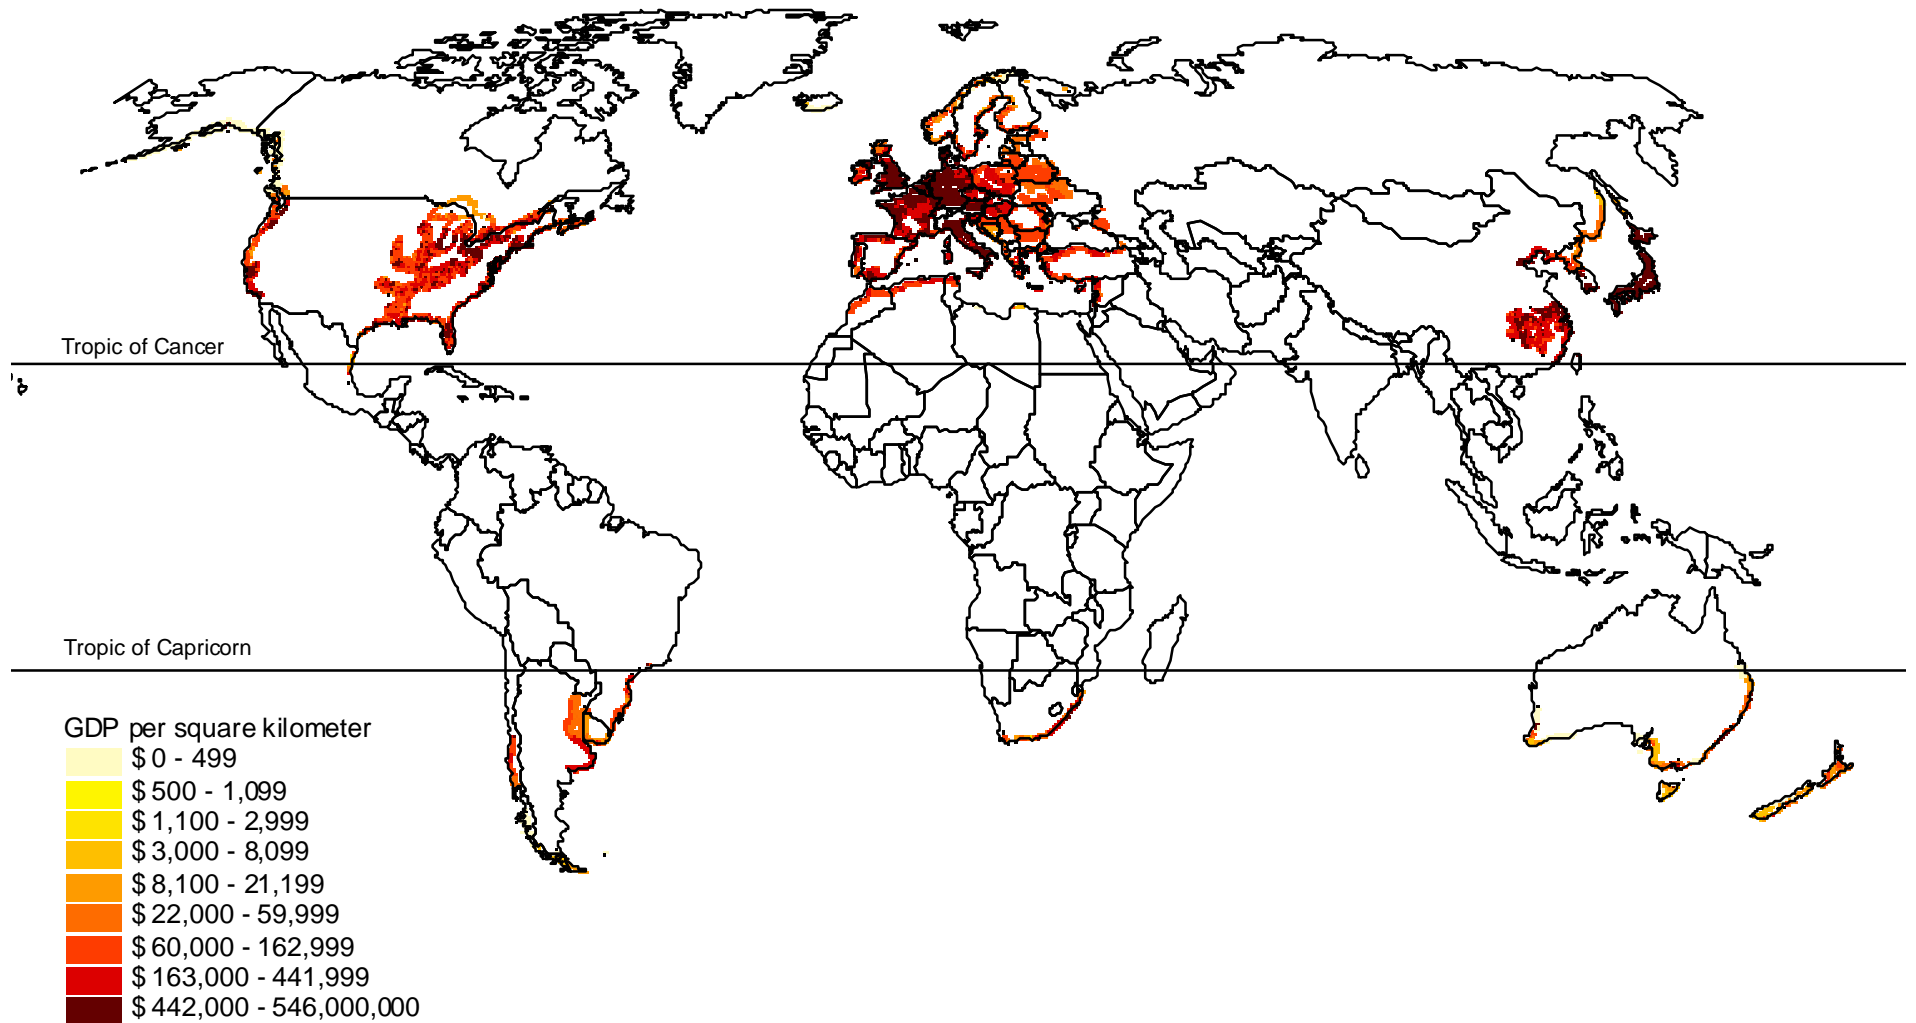 Tropic of Cancer
Tropic of Capricorn
GDP per square kilometer
$ 0 - 499
$ 500 - 1,099
$ 1,100 - 2,999
$ 3,000 - 8,099
$ 8,100 - 21,199
$ 22,000 - 59,999
$ 60,000 - 162,999
$ 163,000 - 441,999
$ 442,000 - 546,000,000